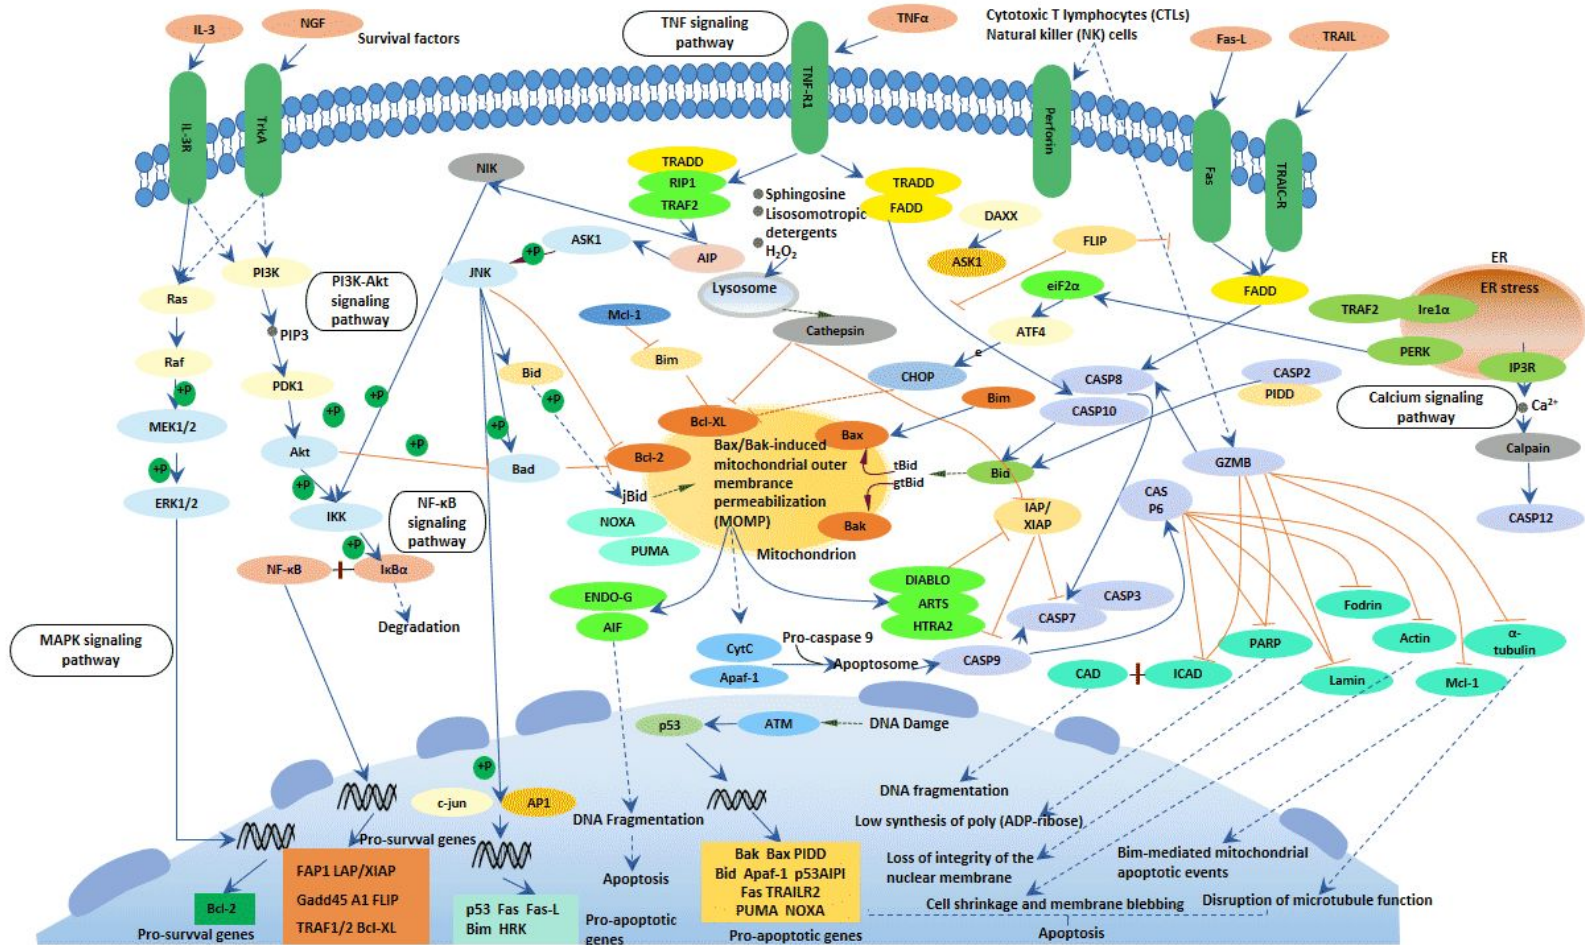 IL-3
NGF
Survival factors
TNF signaling
pathway
TNFα
Cytotoxic T lymphocytes (CTLs)
Natural killer (NK) cells
Fas-L
TRAIL
IL-3R
TrkA
TNF-R1
Perforin
Fas
TRAIC-R
NIK
TRADD
RIP1
TRAF2
Sphingosine
Lisosomotropic
detergents
H₂O₂
TRADD
FADD
DAXX
ASK1
FLIP
ASK1
+P
AIP
JNK
PI3K
PI3K-Akt
signaling
pathway
Ras
PIP3
Raf
PDK1
+P
+P
+P
MEK1/2
+P
ERK1/2
Akt
+P
+P
IKK
NF-κB
signaling
pathway
+P
NF-κB
IκBα
Degradation
MAPK signaling
pathway
Lysosome
Cathepsin
Mcl-1
Bim
Bid
+P
+P
Bad
Bcl-XL
Bcl-2
Bax/Bak-induced
mitochondrial outer
membrance
permeabilization
(MOMP)
Mitochondrion
jBid
NOXA
PUMA
Bax
Bak
tBid
gtBid
Bim
Bid
eiF2α
ATF4
e
CHOP
CASP8
CASP10
FADD
ER
ER stress
TRAF2
Ire1α
PERK
IP3R
CASP2
PIDD
Calcium signaling
pathway
Ca²⁺
Calpain
CASP12
GZMB
CAS
P6
IAP/
XIAP
DIABLO
ARTS
HTRA2
CASP3
CASP7
CASP9
ENDO-G
AIF
CytC
Apaf-1
Pro-caspase 9
Apoptosome
Fodrin
Actin
α-
tubulin
PARP
CAD
ICAD
Lamin
Mcl-1
p53
ATM
DNA Damge
+P
c-jun
AP1
DNA Fragmentation
Apoptosis
DNA fragmentation
Low synthesis of poly (ADP-ribose)
Loss of integrity of the
nuclear membrane
Bim-mediated mitochondrial
apoptotic events
Cell shrinkage and membrane blebbing
Disruption of microtubule function
Apoptosis
Pro-survval genes
FAP1 LAP/XIAP
Gadd45 A1 FLIP
TRAF1/2 Bcl-XL
Bcl-2
Pro-survval genes
p53 Fas Fas-L
Bim HRK
Pro-apoptotic
genes
Bak Bax PIDD
Bid Apaf-1 p53AIPI
Fas TRAILR2
PUMA NOXA
Pro-apoptotic genes